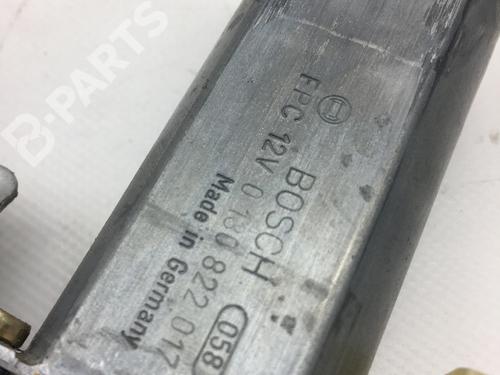 B-PARTS
BOSCH
FPC 12V 0 130 822 017
Made in Germany
058